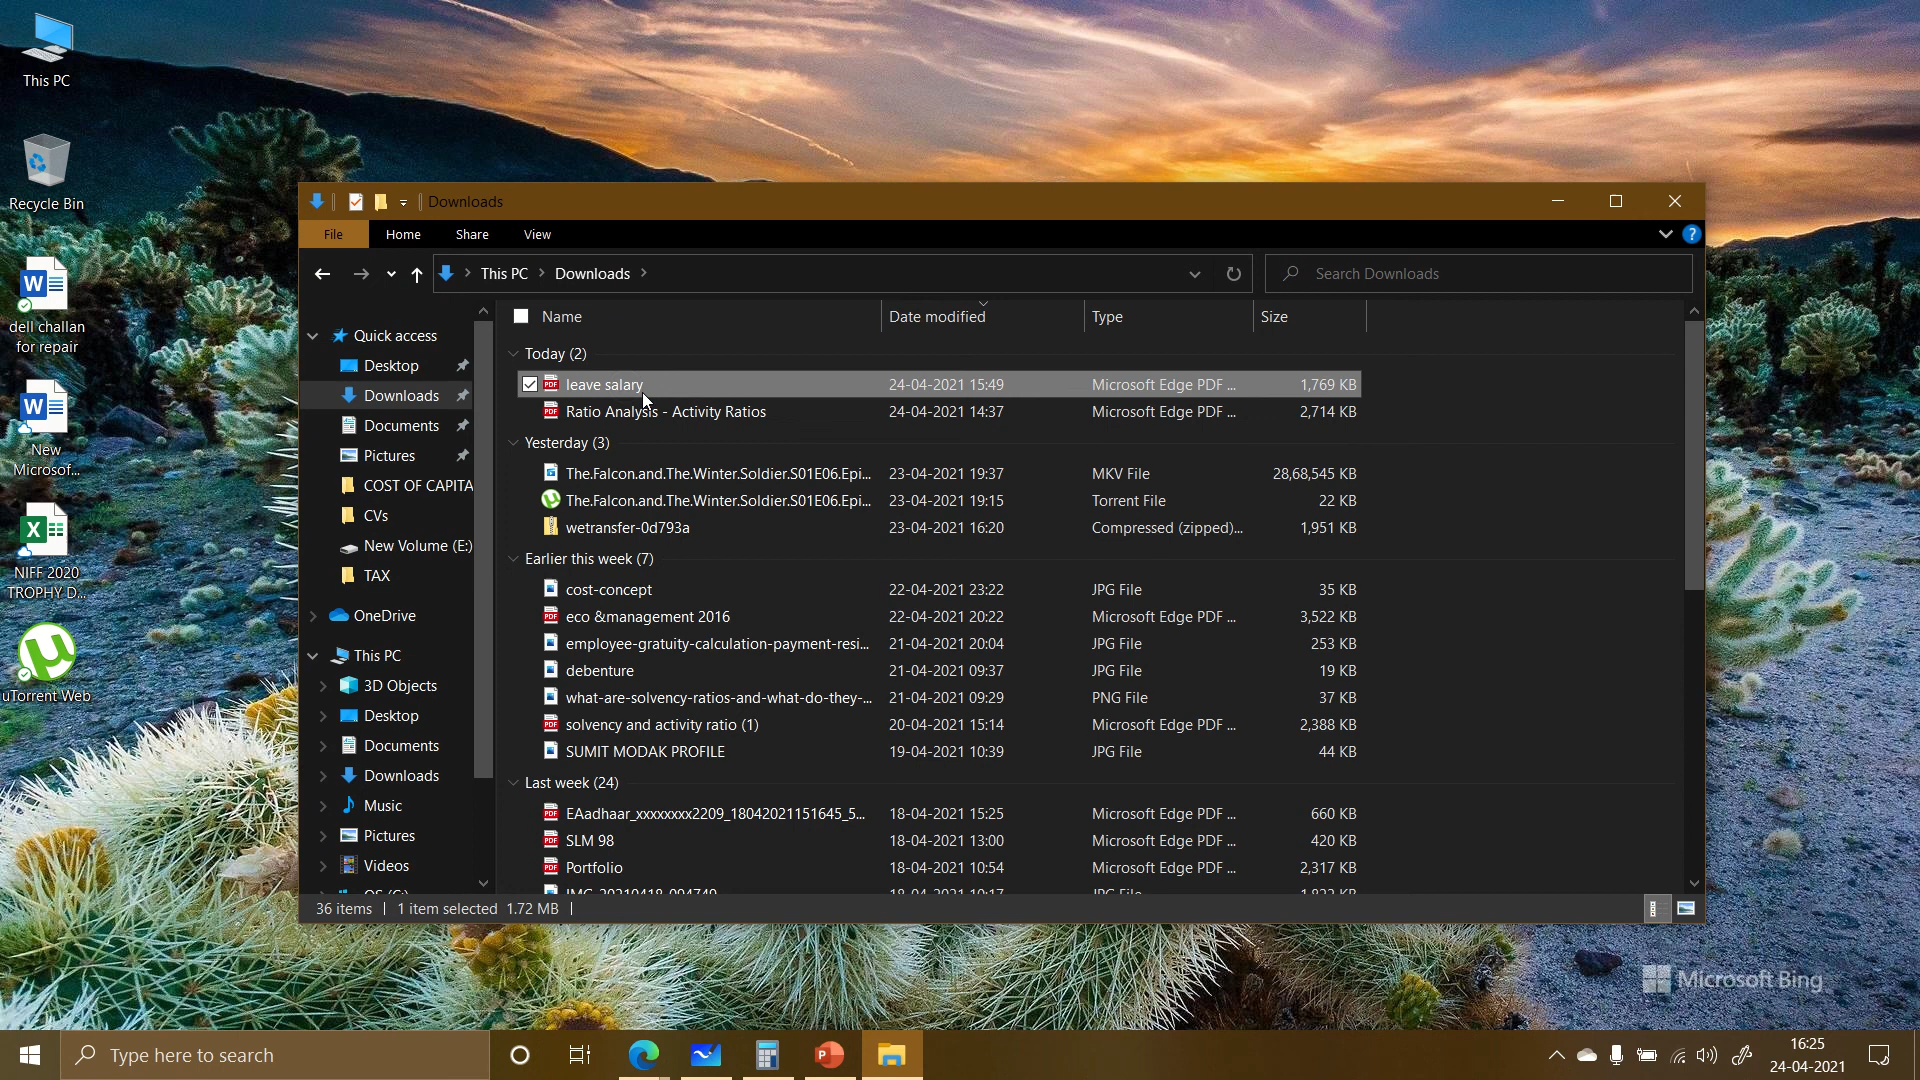 This PC
Recycle Bin
dell challan
for repair
New
Microsof...
NIFF 2020
TROPHY D...
uTorrent Web
Downloads
File Home Share View
This PC Downloads
Search Downloads
Quick access
Desktop
Downloads
Documents
Pictures
COST OF CAPITA
CVs
New Volume (E:)
TAX
OneDrive
This PC
3D Objects
Desktop
Documents
Downloads
Music
Pictures
Videos
OS (C:)
Name Date modified Type Size
Today (2)
leave salary 24-04-2021 15:49 Microsoft Edge PDF ... 1,769 KB
Ratio Analysis - Activity Ratios 24-04-2021 14:37 Microsoft Edge PDF ... 2,714 KB
Yesterday (3)
The.Falcon.and.The.Winter.Soldier.S01E06.Epi... 23-04-2021 19:37 MKV File 28,68,545 KB
The.Falcon.and.The.Winter.Soldier.S01E06.Epi... 23-04-2021 19:15 Torrent File 22 KB
wetransfer-0d793a 23-04-2021 16:20 Compressed (zipped)... 1,951 KB
Earlier this week (7)
cost-concept 22-04-2021 23:22 JPG File 35 KB
eco &management 2016 22-04-2021 20:22 Microsoft Edge PDF ... 3,522 KB
employee-gratuity-calculation-payment-resi... 21-04-2021 20:04 JPG File 253 KB
debenture 21-04-2021 09:37 JPG File 19 KB
what-are-solvency-ratios-and-what-do-they-... 21-04-2021 09:29 PNG File 37 KB
solvency and activity ratio (1) 20-04-2021 15:14 Microsoft Edge PDF ... 2,388 KB
SUMIT MODAK PROFILE 19-04-2021 10:39 JPG File 44 KB
Last week (24)
EAadhaar_xxxxxxxx2209_18042021151645_5... 18-04-2021 15:25 Microsoft Edge PDF ... 660 KB
SLM 98 18-04-2021 13:00 Microsoft Edge PDF ... 420 KB
Portfolio 18-04-2021 10:54 Microsoft Edge PDF ... 2,317 KB
36 items 1 item selected 1.72 MB
Microsoft Bing
Type here to search
16:25
24-04-2021